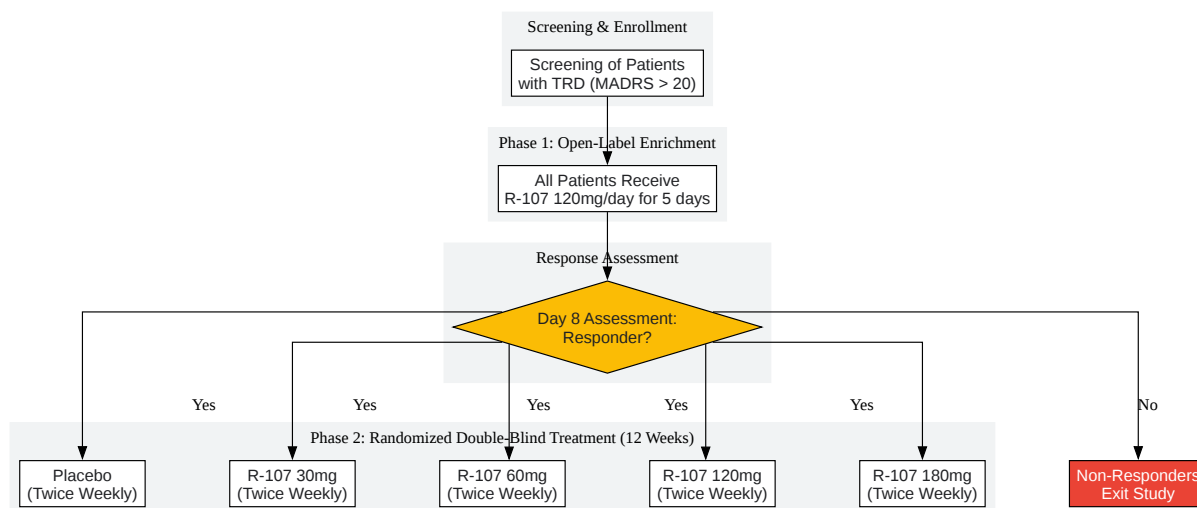 Screening & Enrollment
Screening of Patients
with TRD (MADRS > 20)
Phase 1: Open-Label Enrichment
All Patients Receive
R-107 120mg/day for 5 days
Response Assessment
Day 8 Assessment:
Responder?
Yes
Yes
Yes
Yes
Yes
No
Phase 2: Randomized Double-Blind Treatment (12 Weeks)
Placebo
(Twice Weekly)
R-107 30mg
(Twice Weekly)
R-107 60mg
(Twice Weekly)
R-107 120mg
(Twice Weekly)
R-107 180mg
(Twice Weekly)
Non-Responders
Exit Study